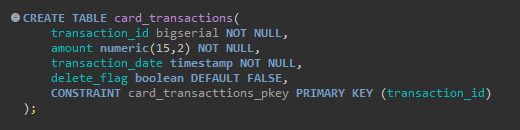 CREATE TABLE card_transactions(
transaction_id bigserial NOT NULL,
amount numeric(15,2) NOT NULL,
transaction_date timestamp NOT NULL,
delete_flag boolean DEFAULT FALSE,
CONSTRAINT card_transacttions_pkey PRIMARY KEY (transaction_id)
);